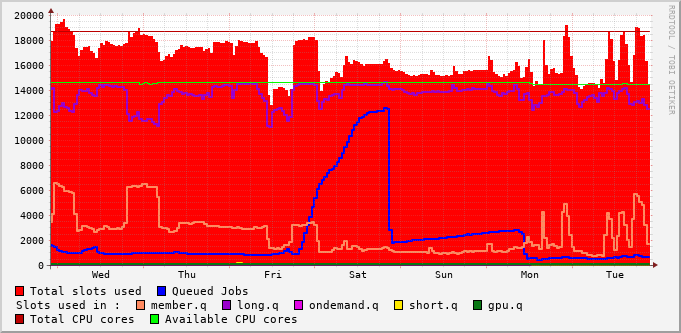 20000
18000
16000
14000
12000
10000
8000
6000
4000
2000
0
Wed Thu Fri Sat Sun Mon Tue
Total slots used Queued Jobs
Slots used in : member.q long.q ondemand.q short.q gpu.q
Total CPU cores Available CPU cores
RRDTOOL / TOBI OETIKER